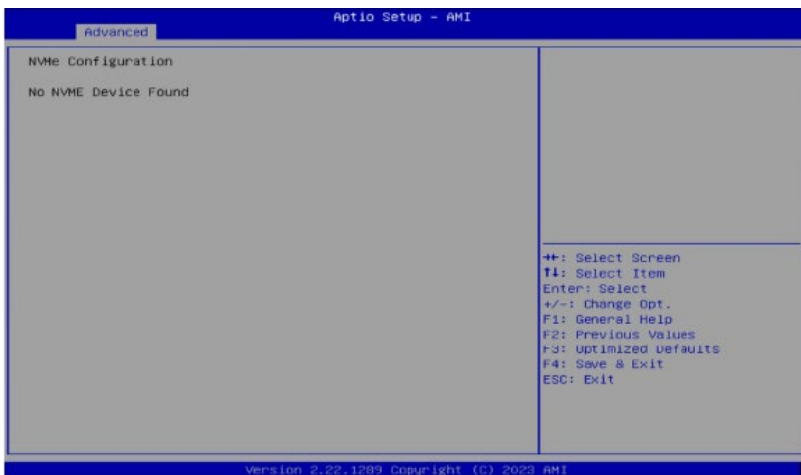 Aptio Setup - AMI
Advanced
NVMe Configuration
No NVME Device Found
→←: Select Screen
↑↓: Select Item
Enter: Select
+/-: Change Opt.
F1: General Help
F2: Previous Values
F3: Optimized Defaults
F4: Save & Exit
ESC: Exit
Version 2.22.1289 Copyright (C) 2023 AMI